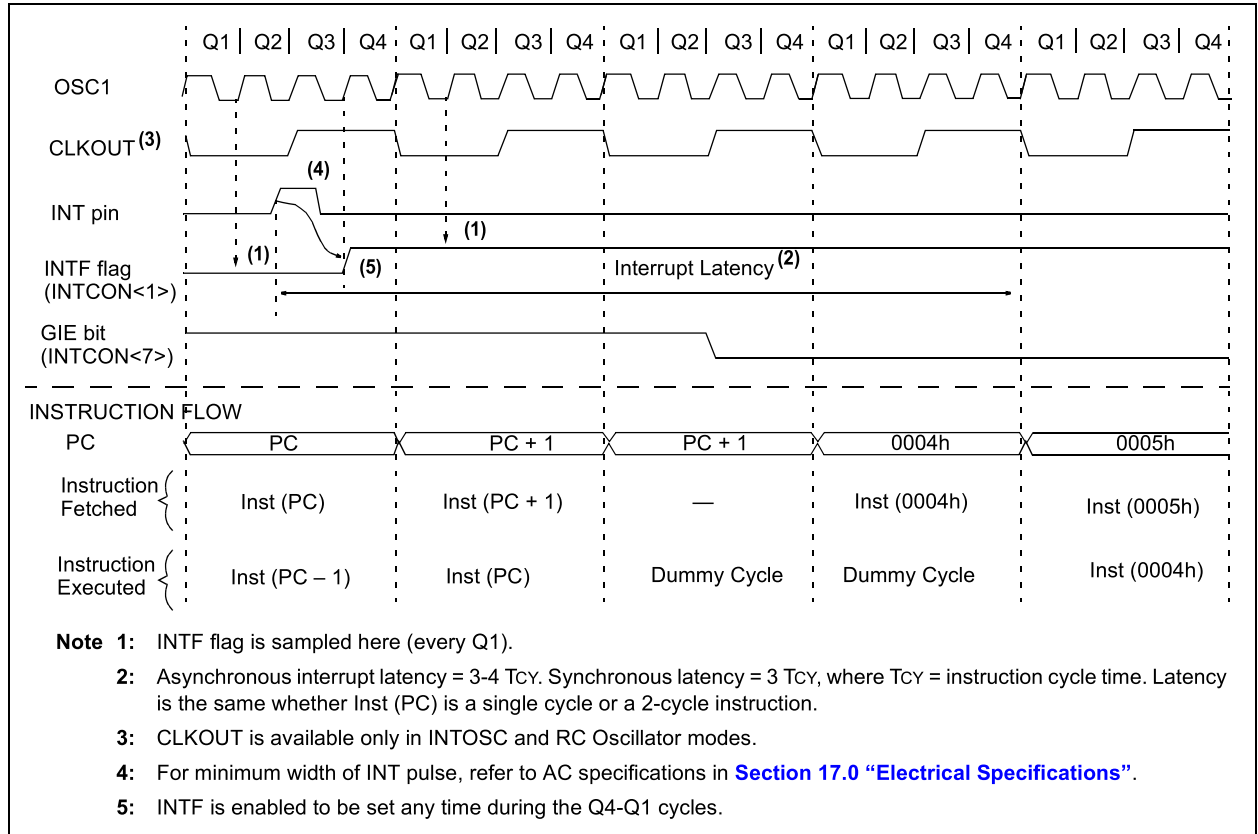 Q1 | Q2 | Q3 | Q4 Q1 | Q2 | Q3 | Q4 Q1 | Q2 | Q3 | Q4 Q1 | Q2 | Q3 | Q4 Q1 | Q2 | Q3 | Q4
OSC1
CLKOUT(3)
(4)
INT pin
(1)
(1)
INTF flag
(INTCON<1>)
(5)
Interrupt Latency(2)
GIE bit
(INTCON<7>)
INSTRUCTION FLOW
PC PC PC + 1 PC + 1 0004h 0005h
Instruction
Fetched
Inst (PC) Inst (PC + 1) — Inst (0004h) Inst (0005h)
Instruction
Executed
Inst (PC – 1) Inst (PC) Dummy Cycle Dummy Cycle Inst (0004h)
Note 1: INTF flag is sampled here (every Q1).
2: Asynchronous interrupt latency = 3-4 TCY. Synchronous latency = 3 TCY, where TCY = instruction cycle time. Latency
is the same whether Inst (PC) is a single cycle or a 2-cycle instruction.
3: CLKOUT is available only in INTOSC and RC Oscillator modes.
4: For minimum width of INT pulse, refer to AC specifications in Section 17.0 “Electrical Specifications”.
5: INTF is enabled to be set any time during the Q4-Q1 cycles.